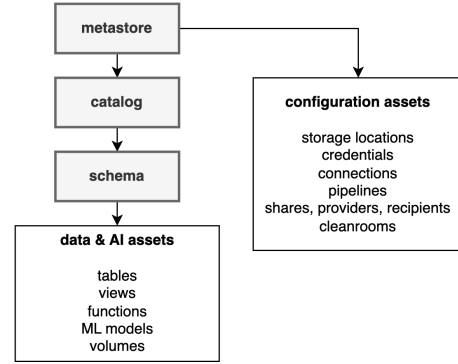 metastore
catalog
schema
data & AI assets
tables
views
functions
ML models
volumes
configuration assets
storage locations
credentials
connections
pipelines
shares, providers, recipients
cleanrooms